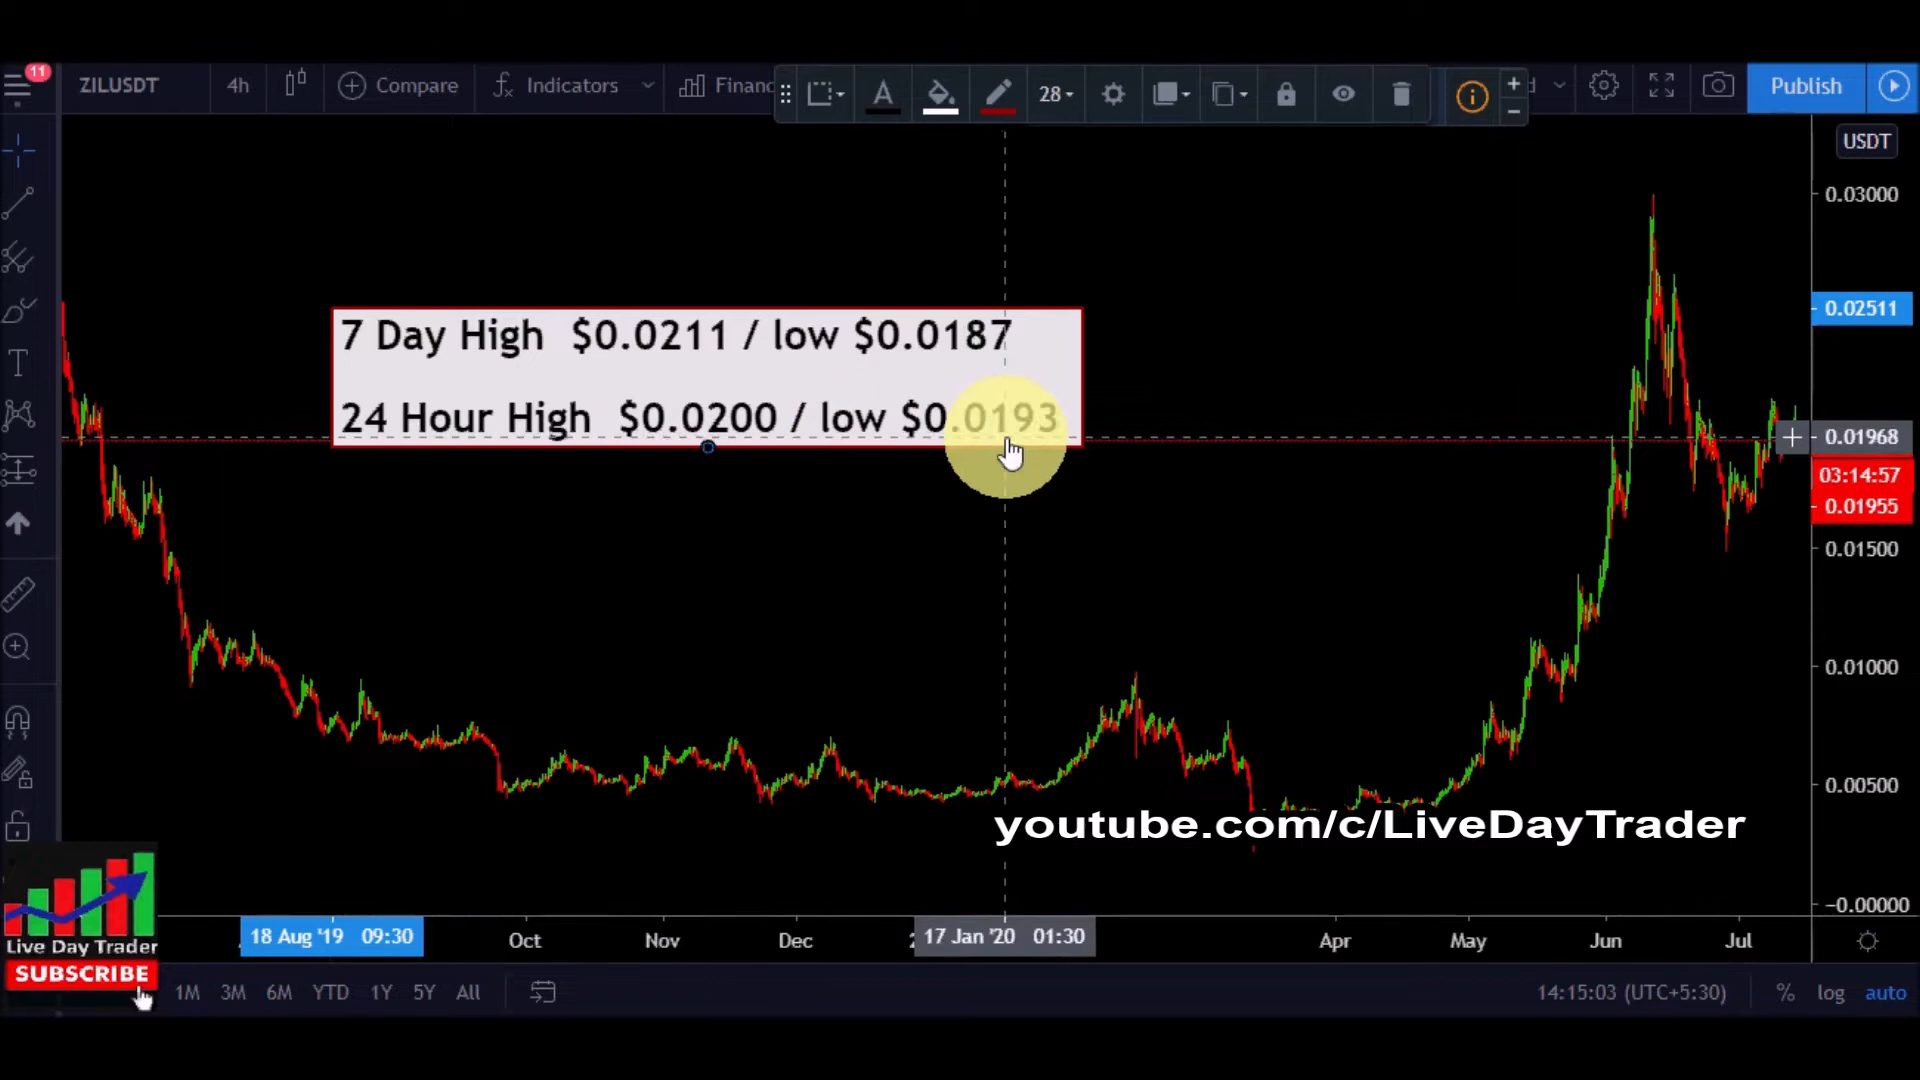 11
ZILUSDT 4h Compare Indicators Financ 28 Publish
USDT
0.03000
0.02511
7 Day High $0.0211 / low $0.0187
24 Hour High $0.0200 / low $0.0193
0.01968
03:14:57
0.01955
0.01500
0.01000
0.00500
youtube.com/c/LiveDayTrader
−0.00000
18 Aug '19 09:30 Oct Nov Dec 17 Jan '20 01:30 Apr May Jun Jul
Live Day Trader
SUBSCRIBE
1M 3M 6M YTD 1Y 5Y All 14:15:03 (UTC+5:30) % log auto